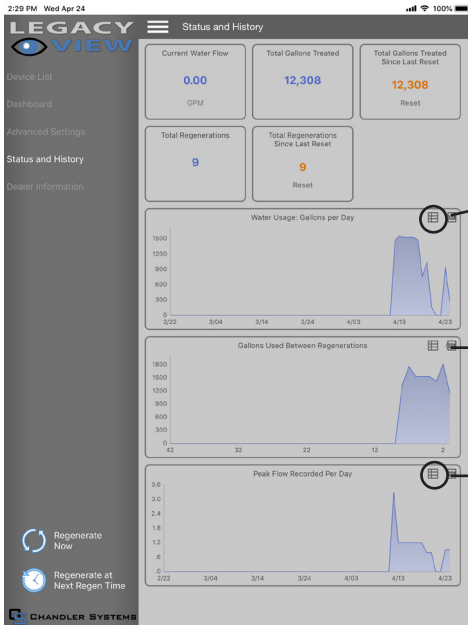 2:29 PM Wed Apr 24
100%
LEGACY
VIEW
Status and History
Device List
Dashboard
Advanced Settings
Status and History
Dealer Information
Current Water Flow
0.00
GPM
Total Gallons Treated
12,308
Total Gallons Treated
Since Last Reset
12,308
Reset
Total Regenerations
9
Total Regenerations
Since Last Reset
9
Reset
Water Usage: Gallons per Day
1500
1200
900
600
300
0
2/22 3/04 3/14 3/24 4/03 4/13 4/23
Gallons Used Between Regenerations
1800
1500
1200
900
600
300
0
42 32 22 12 2
Peak Flow Recorded Per Day
3.6
3.0
2.4
1.8
1.2
.6
.0
2/22 3/04 3/14 3/24 4/03 4/13 4/23
Regenerate
Now
Regenerate at
Next Regen Time
CHANDLER SYSTEMS